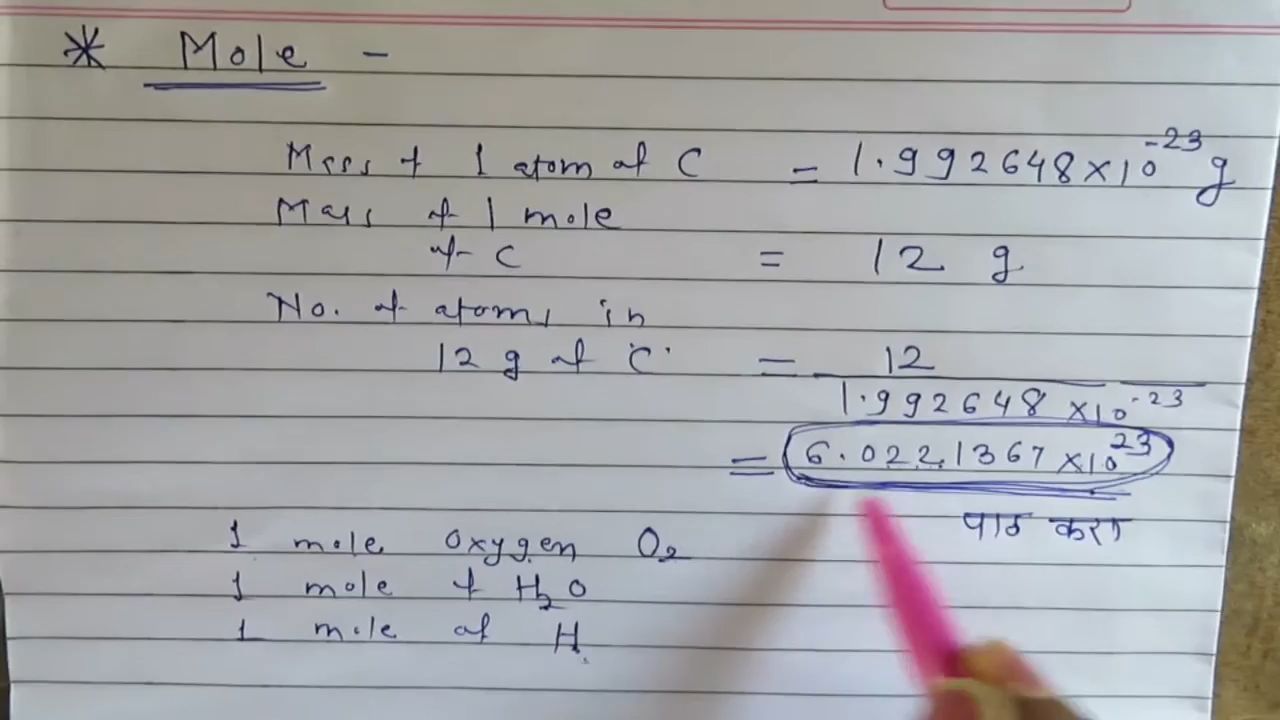 * Mole -
Mass of 1 atom of C = 1.992648×10⁻²³ g
Mass of 1 mole
of C = 12 g
No. of atoms in
12 g of C = 12
1.992648 ×10⁻²³
= 6.0221367 ×10²³
पाठ करा
1 mole Oxygen O₂
1 mole of H₂O
1 mole of H